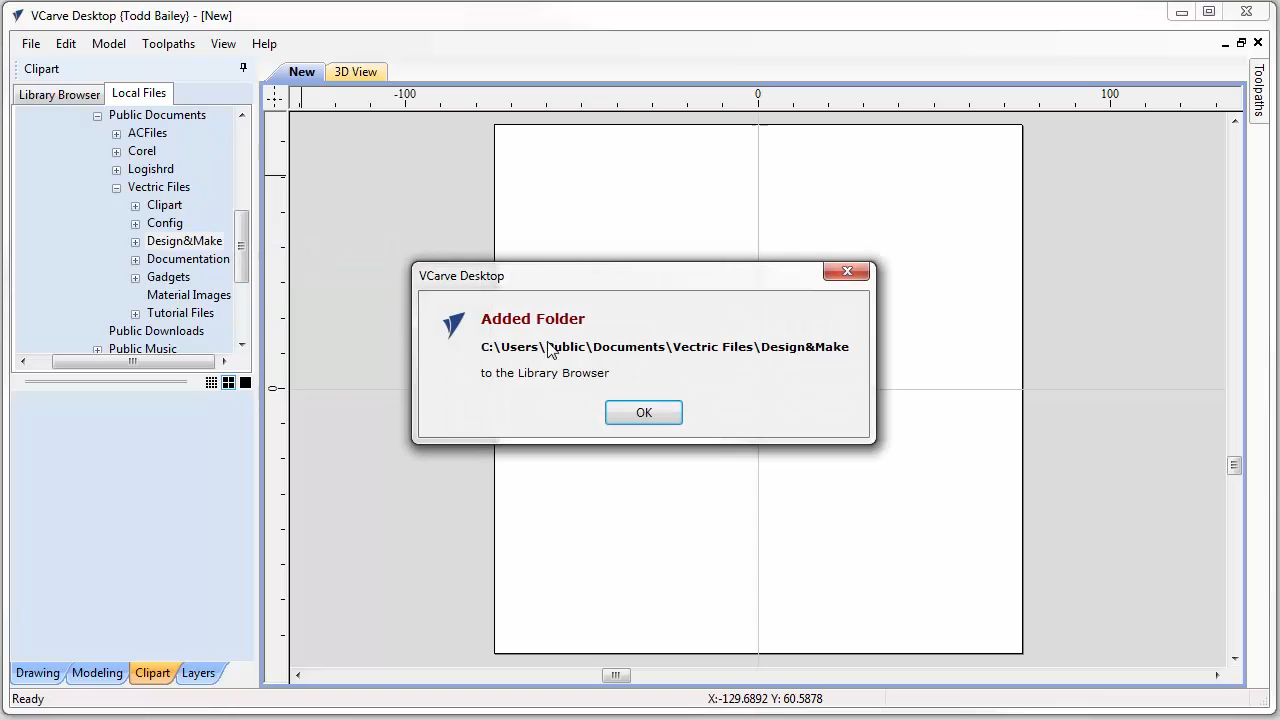 VCarve Desktop {Todd Bailey} - [New]
File Edit Model Toolpaths View Help
Clipart
Library Browser Local Files
New 3D View
Toolpaths
-100 0 100
0
Public Documents
ACFiles
Corel
Logishrd
Vectric Files
Clipart
Config
Design&Make
Documentation
Gadgets
Material Images
Tutorial Files
Public Downloads
Public Music
VCarve Desktop
Added Folder
C:\Users\Public\Documents\Vectric Files\Design&Make
to the Library Browser
OK
Drawing Modeling Clipart Layers
Ready
X:-129.6892 Y: 60.5878